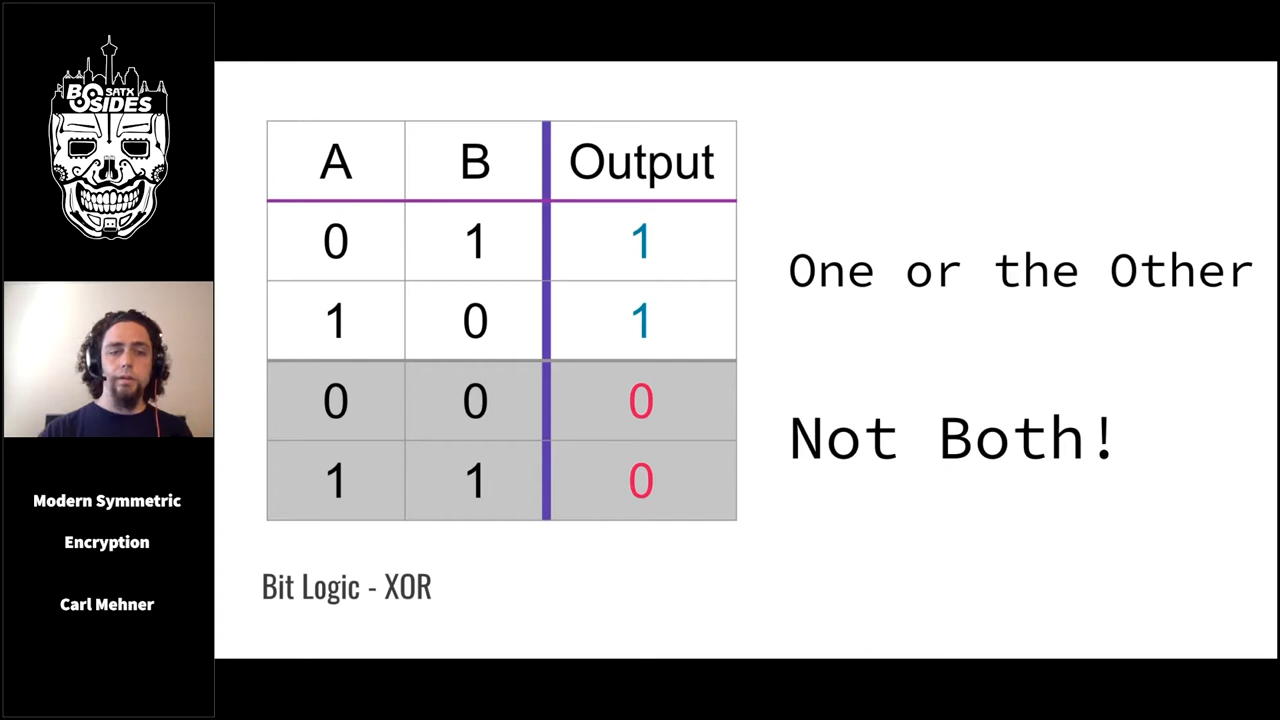 BSIDES
SATX
Modern Symmetric
Encryption
Carl Mehner
A B Output
0 1 1
1 0 1
0 0 0
1 1 0
One or the Other
Not Both!
Bit Logic - XOR